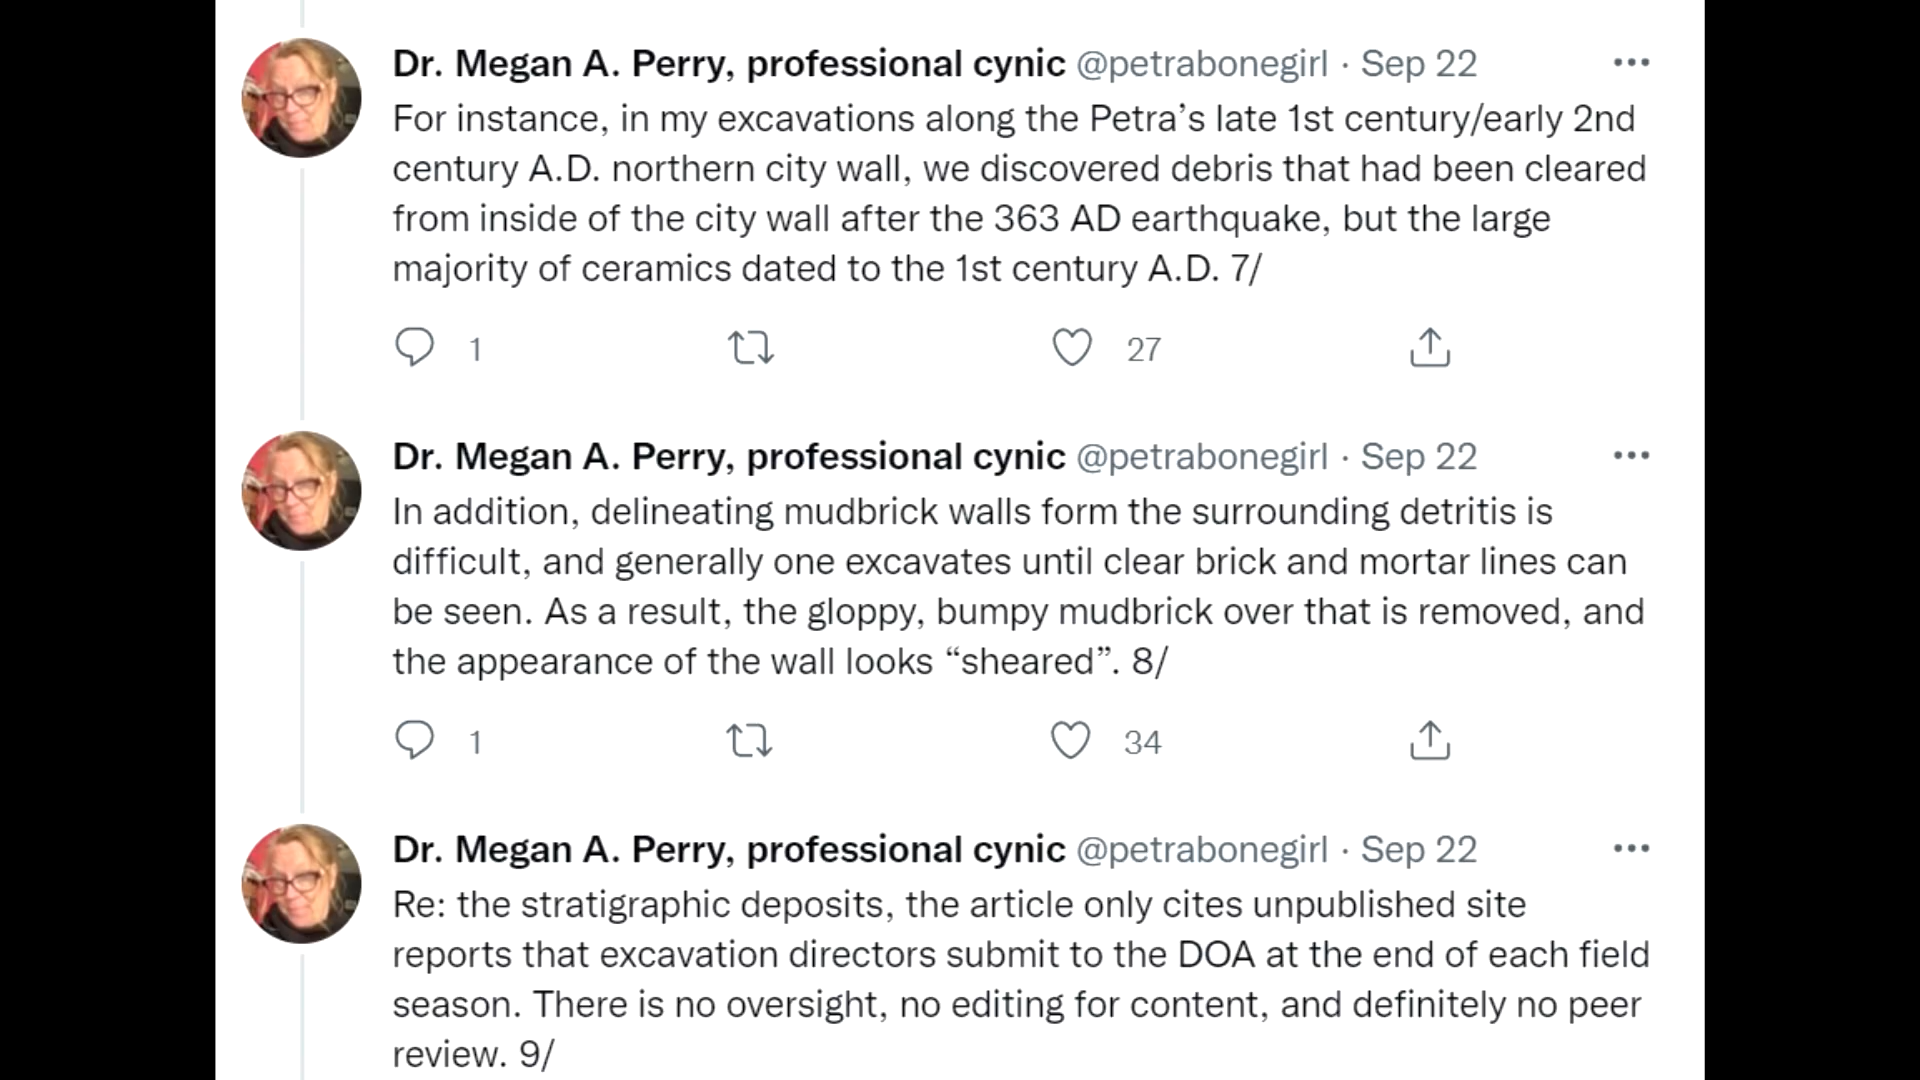 Dr. Megan A. Perry, professional cynic @petrabonegirl · Sep 22
For instance, in my excavations along the Petra’s late 1st century/early 2nd
century A.D. northern city wall, we discovered debris that had been cleared
from inside of the city wall after the 363 AD earthquake, but the large
majority of ceramics dated to the 1st century A.D. 7/
1 27
Dr. Megan A. Perry, professional cynic @petrabonegirl · Sep 22
In addition, delineating mudbrick walls form the surrounding detritis is
difficult, and generally one excavates until clear brick and mortar lines can
be seen. As a result, the gloppy, bumpy mudbrick over that is removed, and
the appearance of the wall looks “sheared”. 8/
1 34
Dr. Megan A. Perry, professional cynic @petrabonegirl · Sep 22
Re: the stratigraphic deposits, the article only cites unpublished site
reports that excavation directors submit to the DOA at the end of each field
season. There is no oversight, no editing for content, and definitely no peer
review. 9/